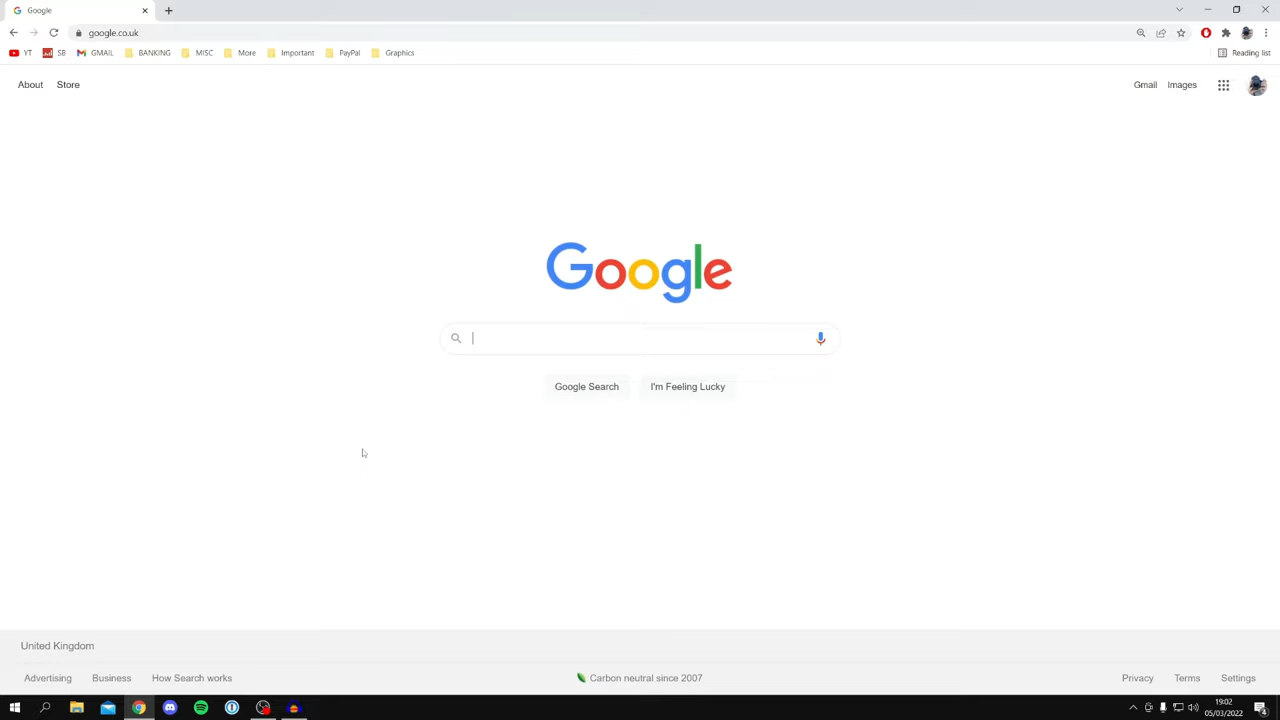 Google
google.co.uk
YT SB GMAIL BANKING MISC More Important PayPal Graphics Reading list
About Store Gmail Images
Google
Google Search I'm Feeling Lucky
United Kingdom
Advertising Business How Search works Carbon neutral since 2007 Privacy Terms Settings
19:02
05/03/2022
4